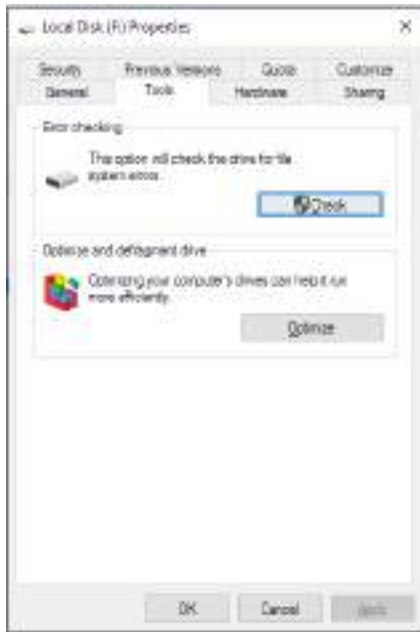 Local Disk (F:) Properties
Security Previous Versions Quota Customize
General Tools Hardware Sharing
Error checking
This option will check the drive for file
system errors.
Check
Optimize and defragment drive
Optimizing your computer's drives can help it run
more efficiently.
Optimize
OK Cancel Apply